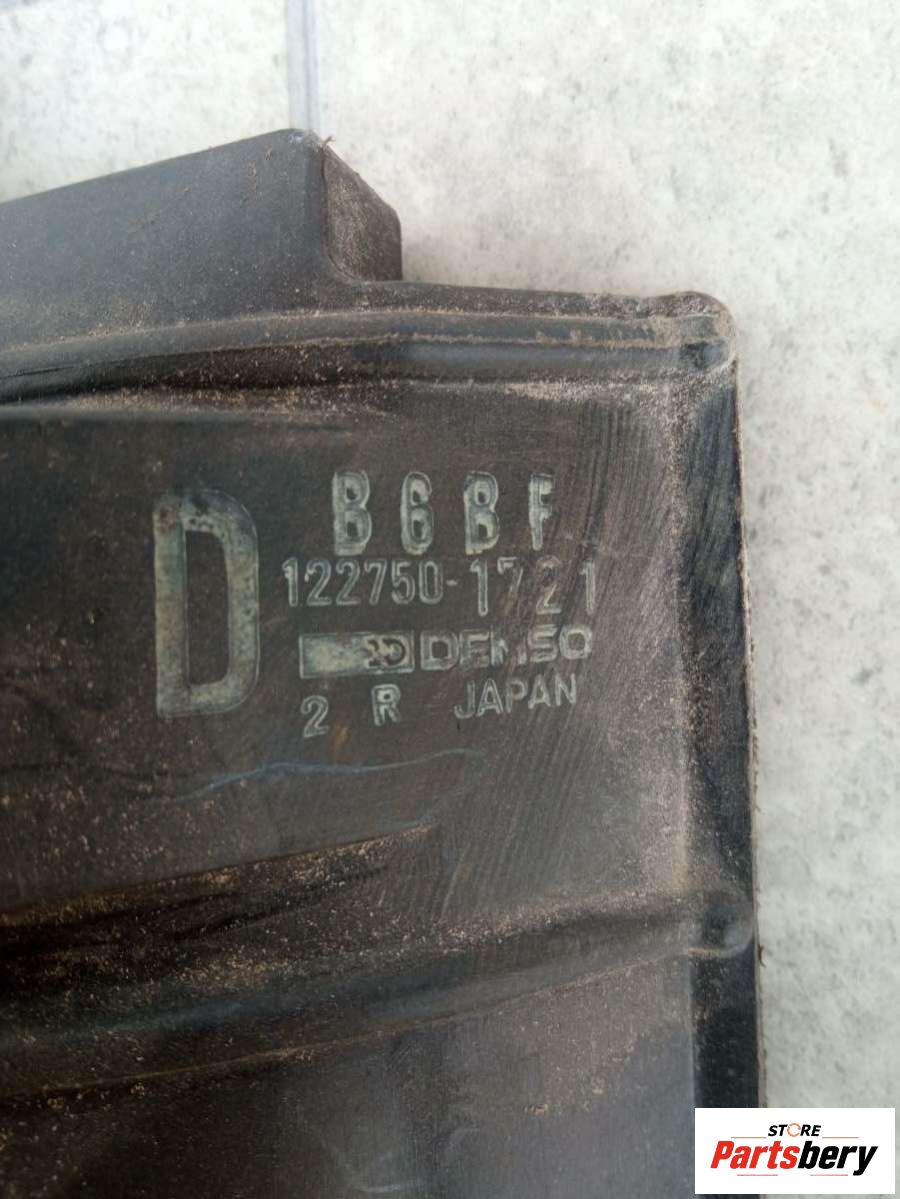 D
B6BF
122750-1721
DENSO
2 R JAPAN
STORE
Partsbery